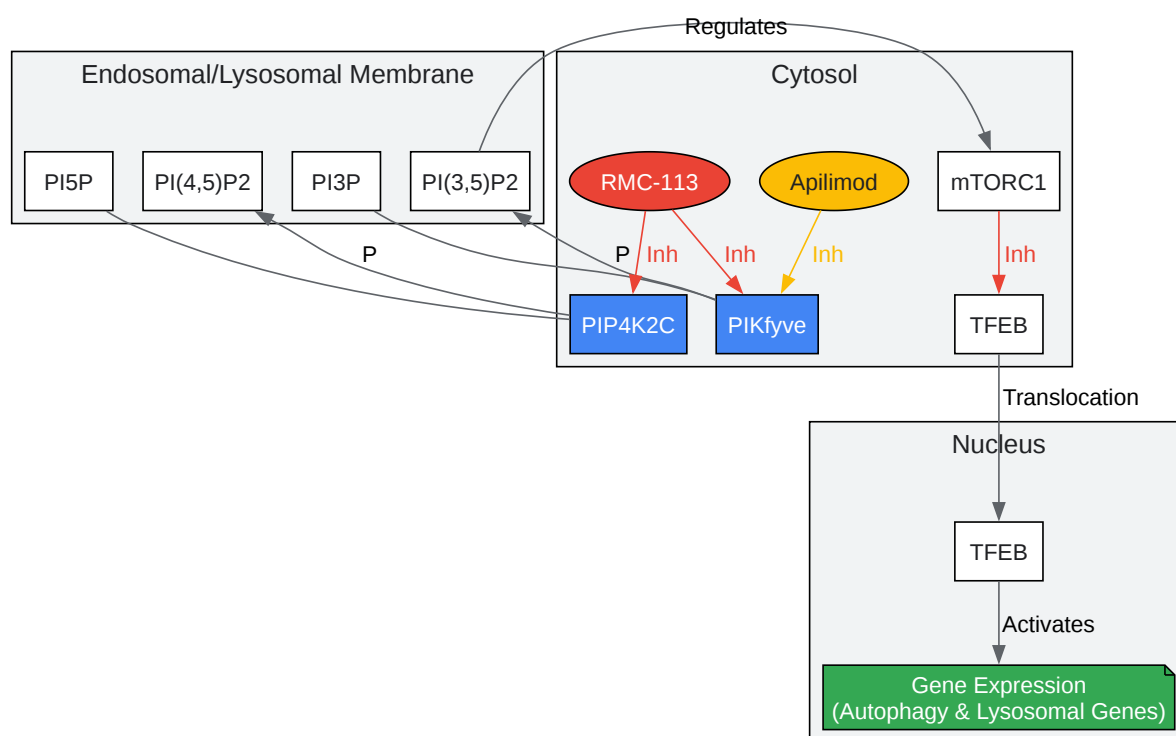 Regulates
Endosomal/Lysosomal Membrane
Cytosol
PI5P
PI(4,5)P2
PI3P
PI(3,5)P2
RMC-113
Apilimod
mTORC1
P
Inh
P
Inh
Inh
Inh
PIP4K2C
PIKfyve
TFEB
Translocation
Nucleus
TFEB
Activates
Gene Expression
(Autophagy & Lysosomal Genes)